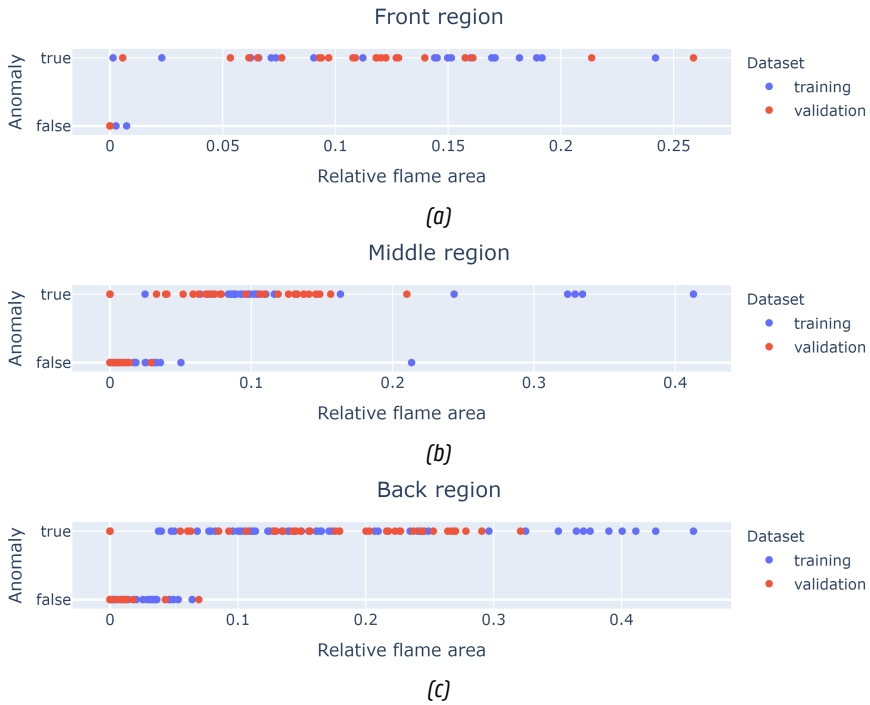 Front region
Anomaly
true
false
0 0.05 0.1 0.15 0.2 0.25
Relative flame area
Dataset
training
validation
(a)
Middle region
Anomaly
true
false
0 0.1 0.2 0.3 0.4
Relative flame area
Dataset
training
validation
(b)
Back region
Anomaly
true
false
0 0.1 0.2 0.3 0.4
Relative flame area
Dataset
training
validation
(c)